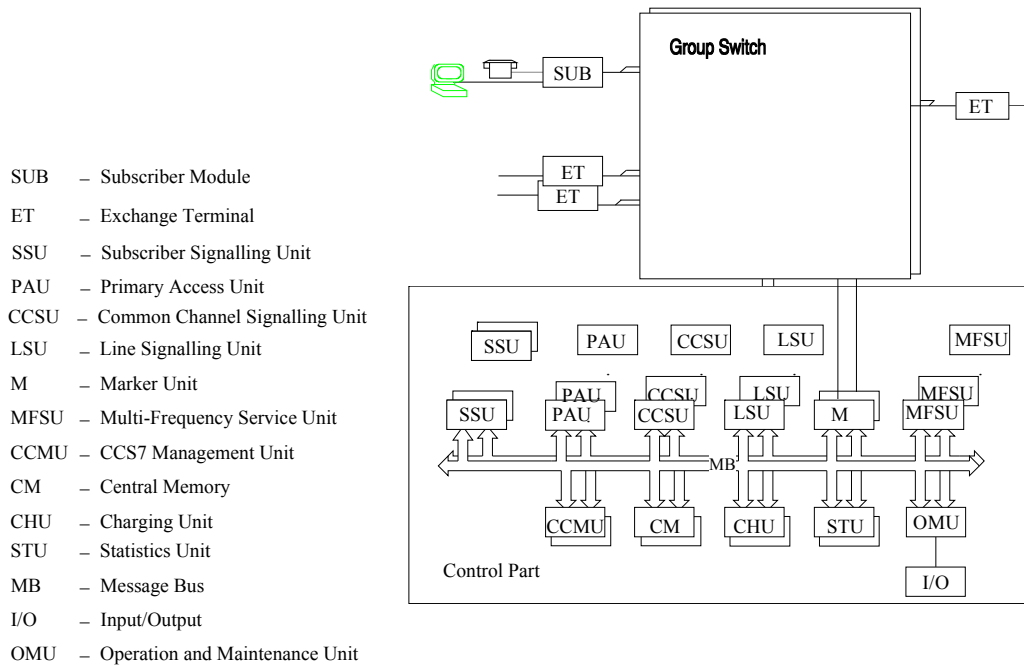 Group Switch
SUB
ET
ET
ET
SUB – Subscriber Module
ET – Exchange Terminal
SSU – Subscriber Signalling Unit
PAU – Primary Access Unit
CCSU – Common Channel Signalling Unit
LSU – Line Signalling Unit
M – Marker Unit
MFSU – Multi-Frequency Service Unit
CCMU – CCS7 Management Unit
CM – Central Memory
CHU – Charging Unit
STU – Statistics Unit
MB – Message Bus
I/O – Input/Output
OMU – Operation and Maintenance Unit
SSU PAU CCSU LSU MFSU
PAU CCSU LSU MFSU
SSU PAU CCSU LSU M MFSU
MB
CCMU CM CHU STU OMU
Control Part
I/O